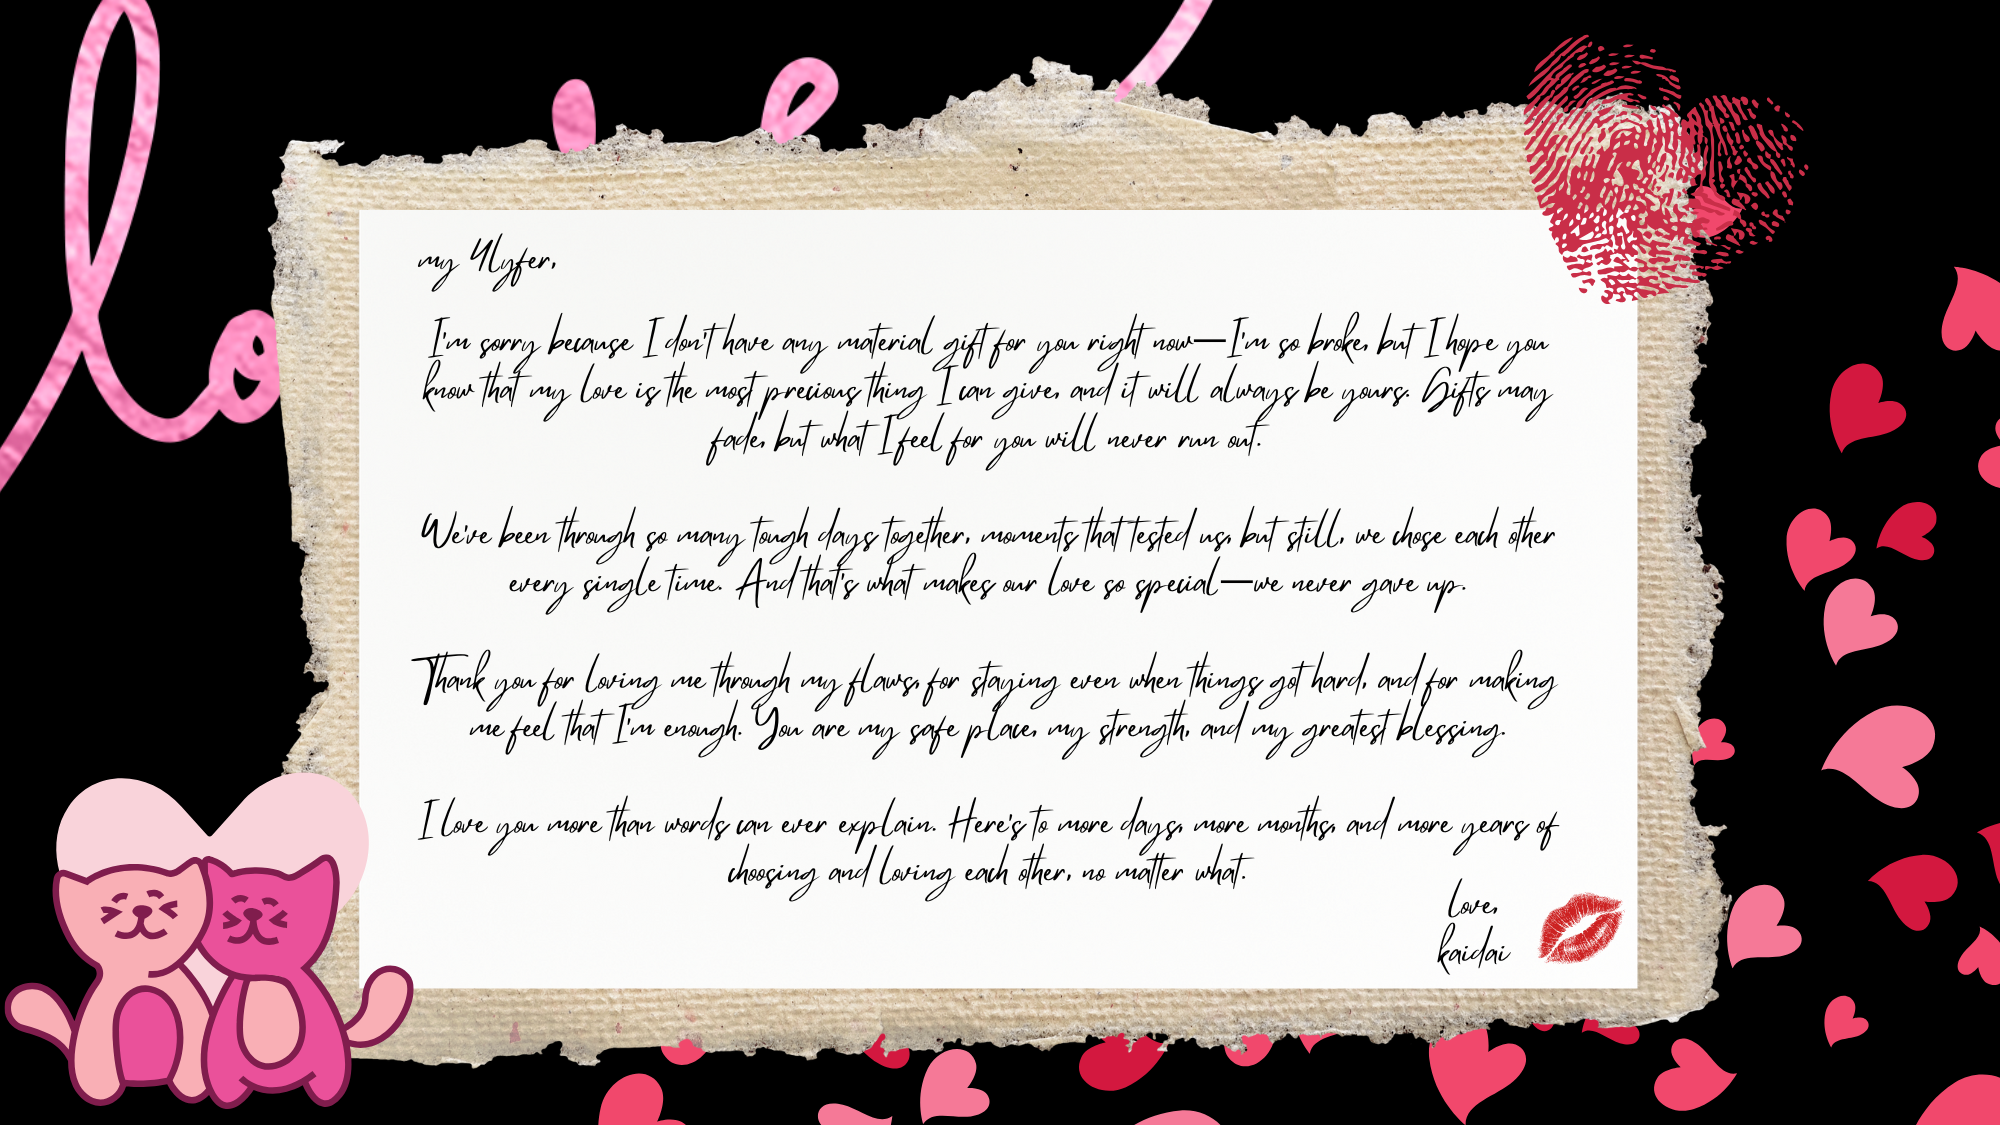 lo
my Ulyfer,
I'm sorry because I don't have any material gift for you right now—I'm so broke, but I hope you
know that my love is the most precious thing I can give, and it will always be yours. Gifts may
fade, but what I feel for you will never run out.
We've been through so many tough days together, moments that tested us, but still, we chose each other
every single time. And that's what makes our love so special—we never gave up.
Thank you for loving me through my flaws, for staying even when things got hard, and for making
me feel that I'm enough. You are my safe place, my strength, and my greatest blessing.
I love you more than words can ever explain. Here's to more days, more months, and more years of
choosing and loving each other, no matter what.
love,
kaidai